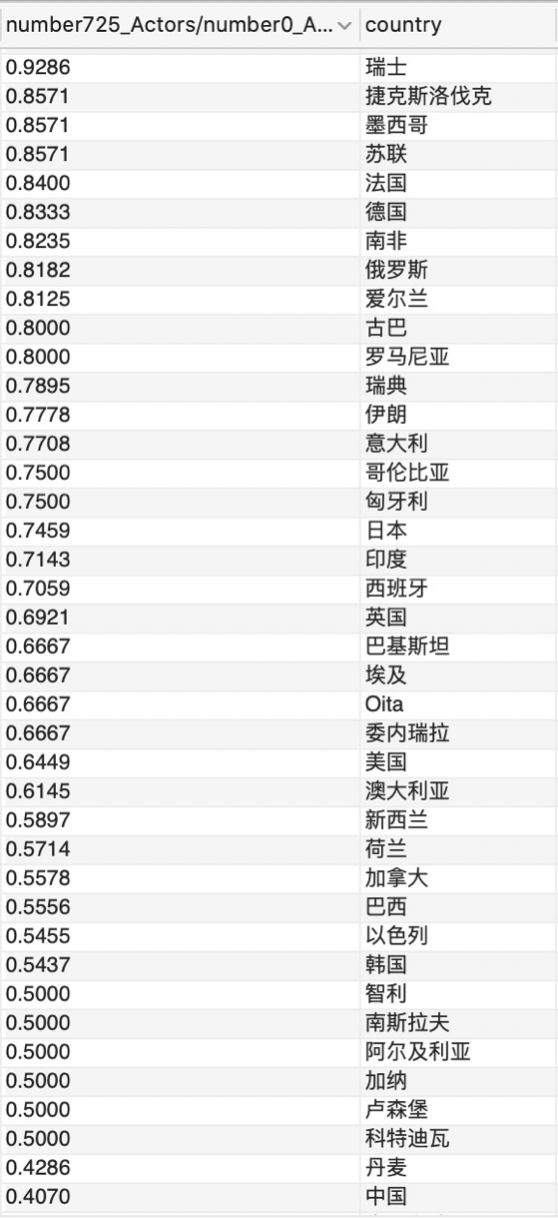 number725_Actors/number0_A... country
0.9286 瑞士
0.8571 捷克斯洛伐克
0.8571 墨西哥
0.8571 苏联
0.8400 法国
0.8333 德国
0.8235 南非
0.8182 俄罗斯
0.8125 爱尔兰
0.8000 古巴
0.8000 罗马尼亚
0.7895 瑞典
0.7778 伊朗
0.7708 意大利
0.7500 哥伦比亚
0.7500 匈牙利
0.7459 日本
0.7143 印度
0.7059 西班牙
0.6921 英国
0.6667 巴基斯坦
0.6667 埃及
0.6667 Oita
0.6667 委内瑞拉
0.6449 美国
0.6145 澳大利亚
0.5897 新西兰
0.5714 荷兰
0.5578 加拿大
0.5556 巴西
0.5455 以色列
0.5437 韩国
0.5000 智利
0.5000 南斯拉夫
0.5000 阿尔及利亚
0.5000 加纳
0.5000 卢森堡
0.5000 科特迪瓦
0.4286 丹麦
0.4070 中国